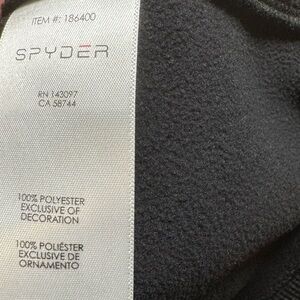 ITEM #: 186400
SPYDER
RN 143097
CA 58744
100% POLYESTER
EXCLUSIVE OF
DECORATION
100% POLIÉSTER
EXCLUSIVE DE
ORNAMENTO